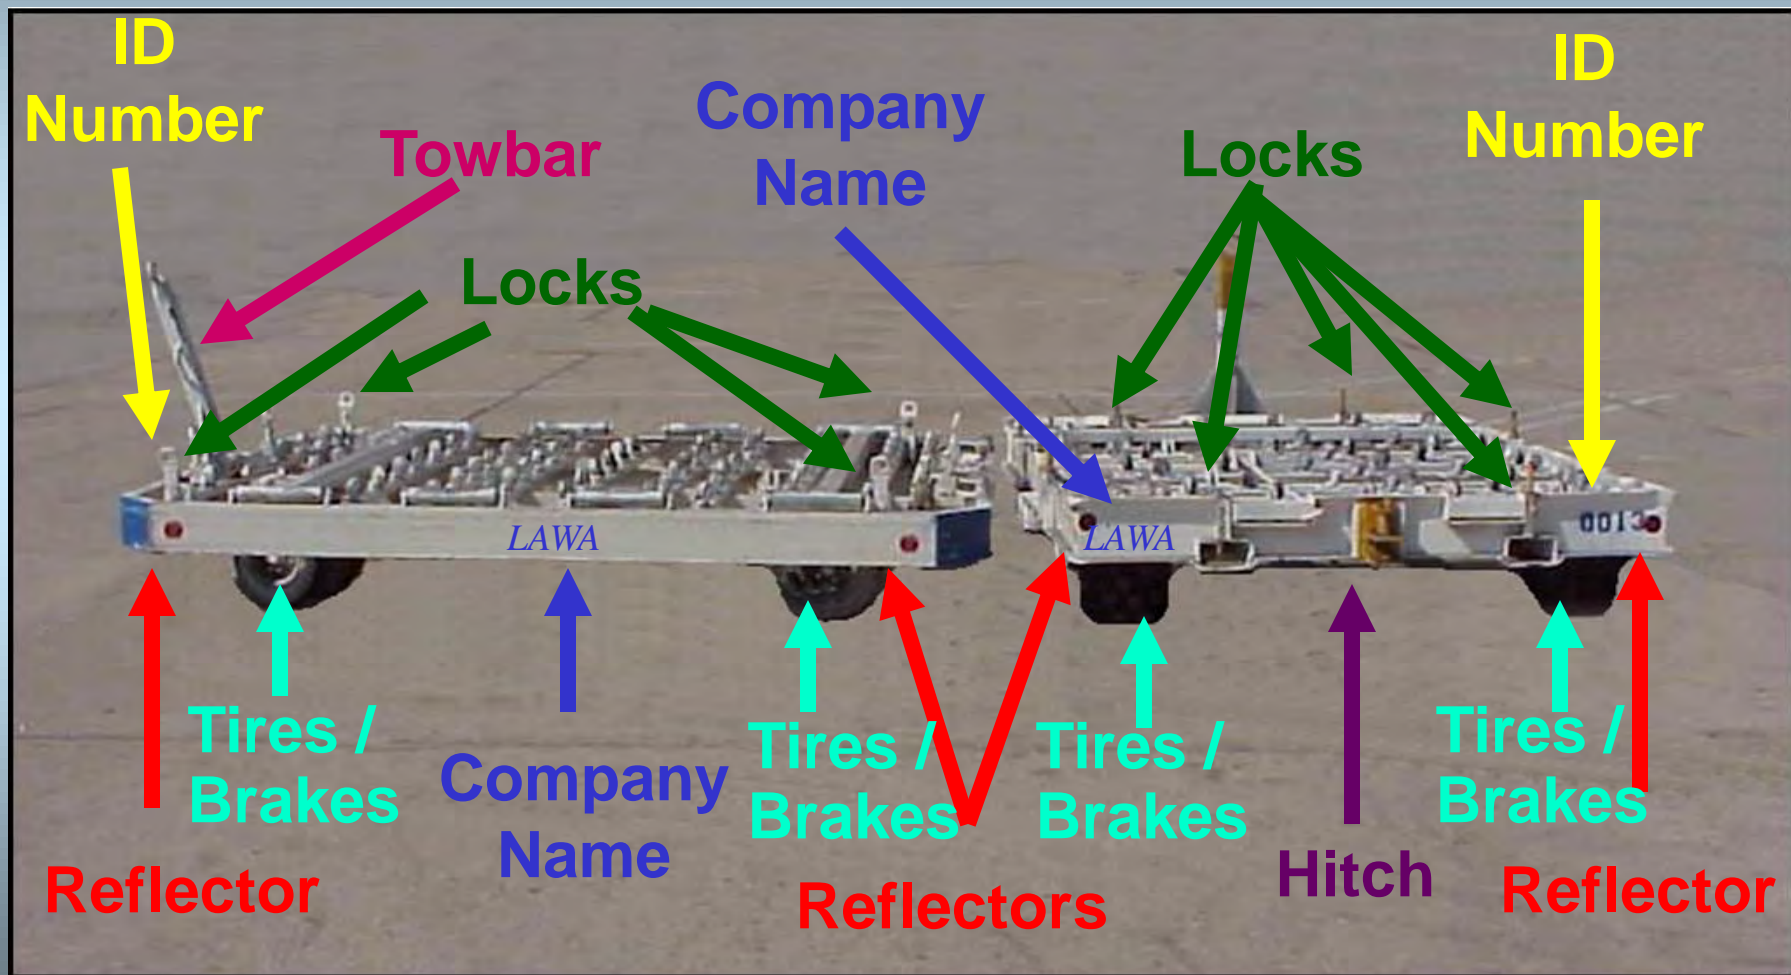 ID
Number
Towbar
Company
Name
Locks
ID
Number
Locks
LAWA
LAWA
C100
Tires /
Brakes
Company
Name
Tires /
Brakes
Tires /
Brakes
Tires /
Brakes
Reflector
Reflectors
Hitch
Reflector